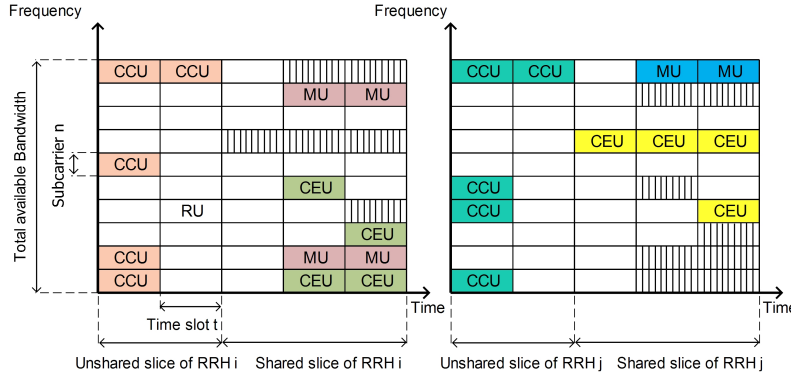 Frequency
Frequency
CCU CCU
CCU CCU MU MU
MU MU
CEU CEU CEU
CCU
CEU
CCU
RU
CCU CEU
CEU
CCU MU MU
CCU CEU CEU
CCU
Total available Bandwidth
Subcarrier n
Time
Time
Time slot t
Unshared slice of RRH i
Shared slice of RRH i
Unshared slice of RRH j
Shared slice of RRH j